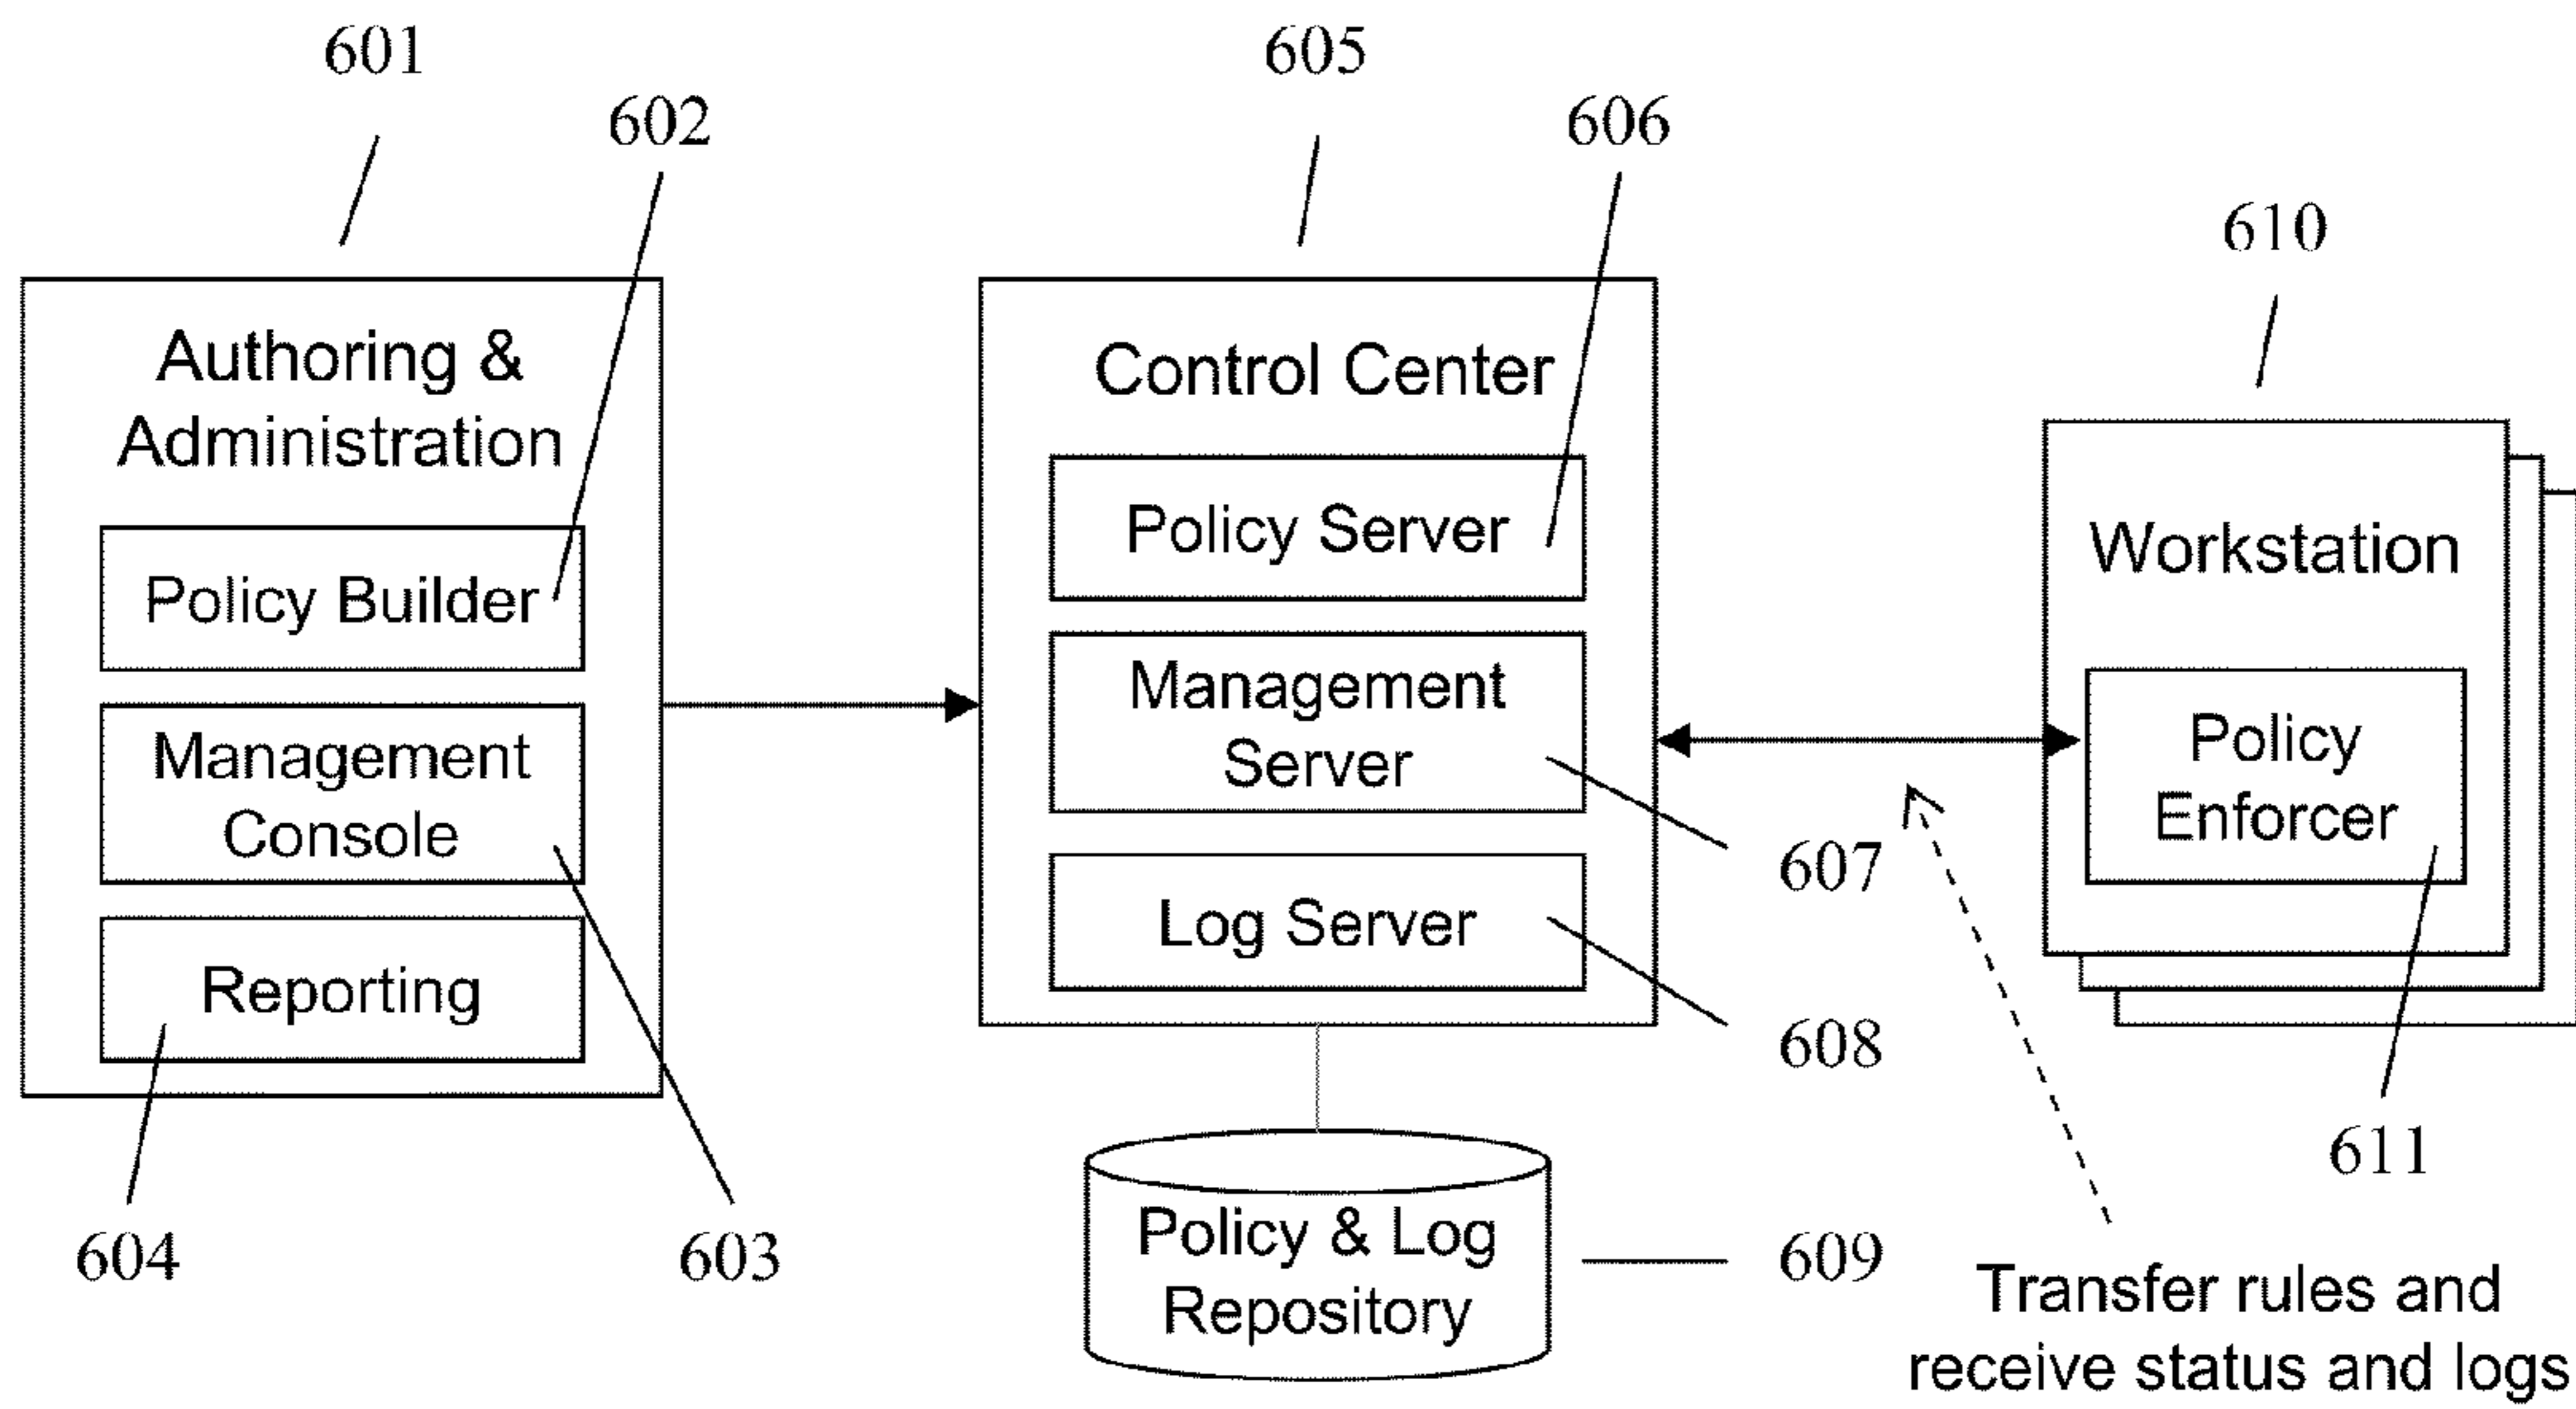 601
602
Authoring &
Administration
Policy Builder
Management
Console
Reporting
604
603
605
606
Control Center
Policy Server
Management
Server
Log Server
607
608
Policy & Log
Repository
609
610
Workstation
Policy
Enforcer
611
Transfer rules and
receive status and logs